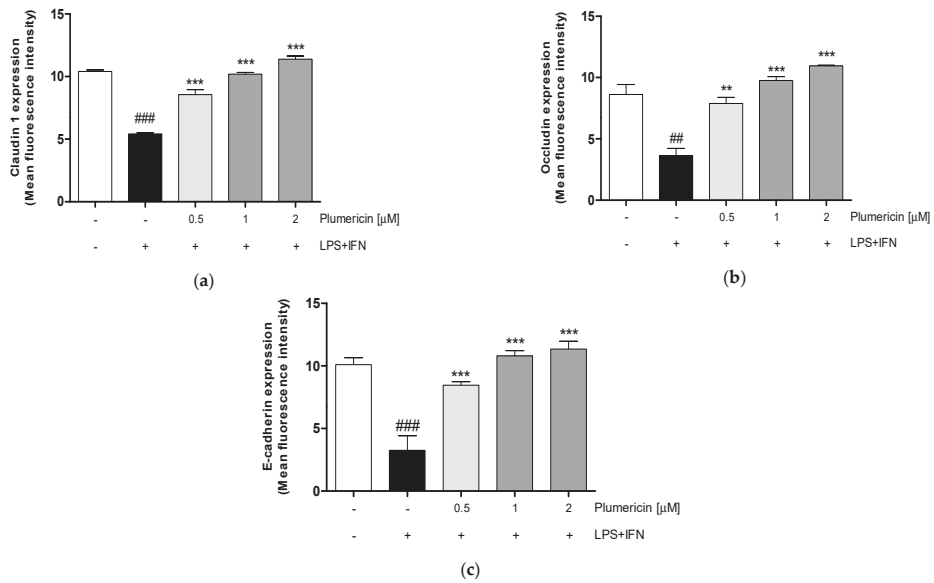 Claudin 1 expression
(Mean fluorescence intensity)
15
10
5
0
###
***
***
***
- - 0.5 1 2 Plumericin [µM]
- + + + + LPS+IFN
(a)
Occludin expression
(Mean fluorescence intensity)
15
10
5
0
##
**
***
***
- - 0.5 1 2 Plumericin [µM]
- + + + + LPS+IFN
(b)
E-cadherin expression
(Mean fluorescence intensity)
15
10
5
0
###
***
***
***
- - 0.5 1 2 Plumericin [µM]
- + + + + LPS+IFN
(c)